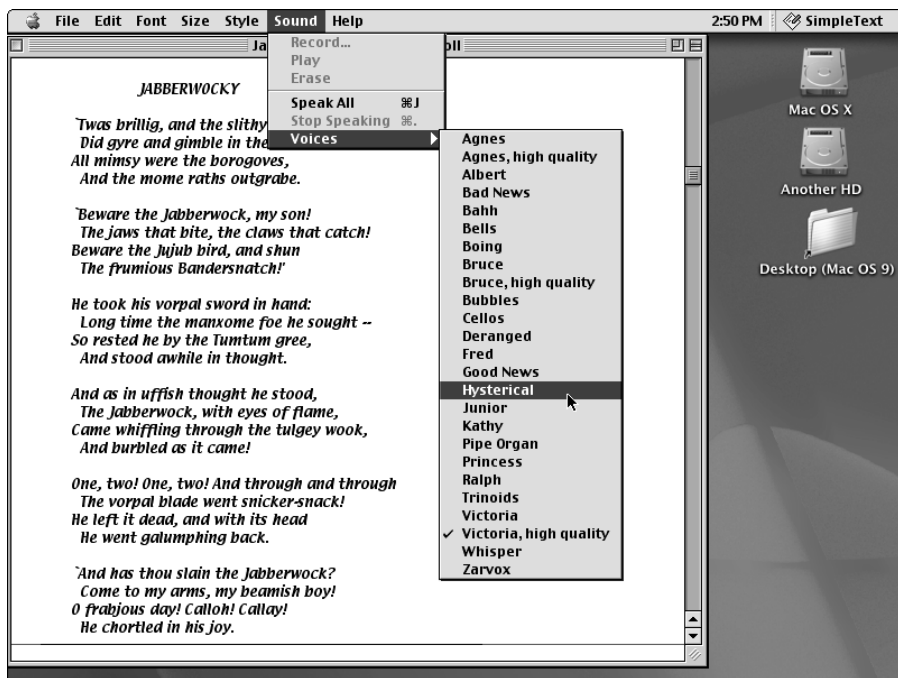 File Edit Font Size Style Sound Help 2:50 PM SimpleText
Ja oll
Record...
Play
Erase
Speak All ⌘J
Stop Speaking ⌘.
Voices
Agnes
Agnes, high quality
Albert
Bad News
Bahh
Bells
Boing
Bruce
Bruce, high quality
Bubbles
Cellos
Deranged
Fred
Good News
Hysterical
Junior
Kathy
Pipe Organ
Princess
Ralph
Trinoids
Victoria
✓ Victoria, high quality
Whisper
Zarvox
JABBERWOCKY
`Twas brillig, and the slithy
Did gyre and gimble in the
All mimsy were the borogoves,
And the mome raths outgrabe.
`Beware the Jabberwock, my son!
The jaws that bite, the claws that catch!
Beware the Jujub bird, and shun
The frumious Bandersnatch!'
He took his vorpal sword in hand:
Long time the manxome foe he sought --
So rested he by the Tumtum gree,
And stood awhile in thought.
And as in uffish thought he stood,
The Jabberwock, with eyes of flame,
Came whiffling through the tulgey wook,
And burbled as it came!
One, two! One, two! And through and through
The vorpal blade went snicker-snack!
He left it dead, and with its head
He went galumphing back.
`And has thou slain the Jabberwock?
Come to my arms, my beamish boy!
O frabjous day! Calloh! Callay!
He chortled in his joy.
Mac OS X
Another HD
Desktop (Mac OS 9)